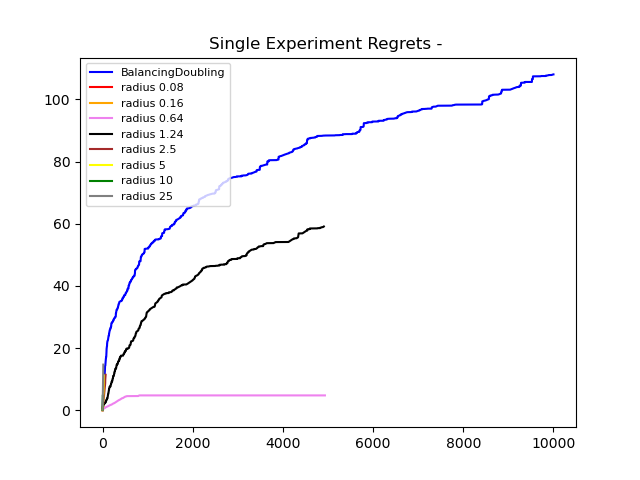 Single Experiment Regrets -
BalancingDoubling
radius 0.08
radius 0.16
radius 0.64
radius 1.24
radius 2.5
radius 5
radius 10
radius 25
100
80
60
40
20
0
0 2000 4000 6000 8000 10000